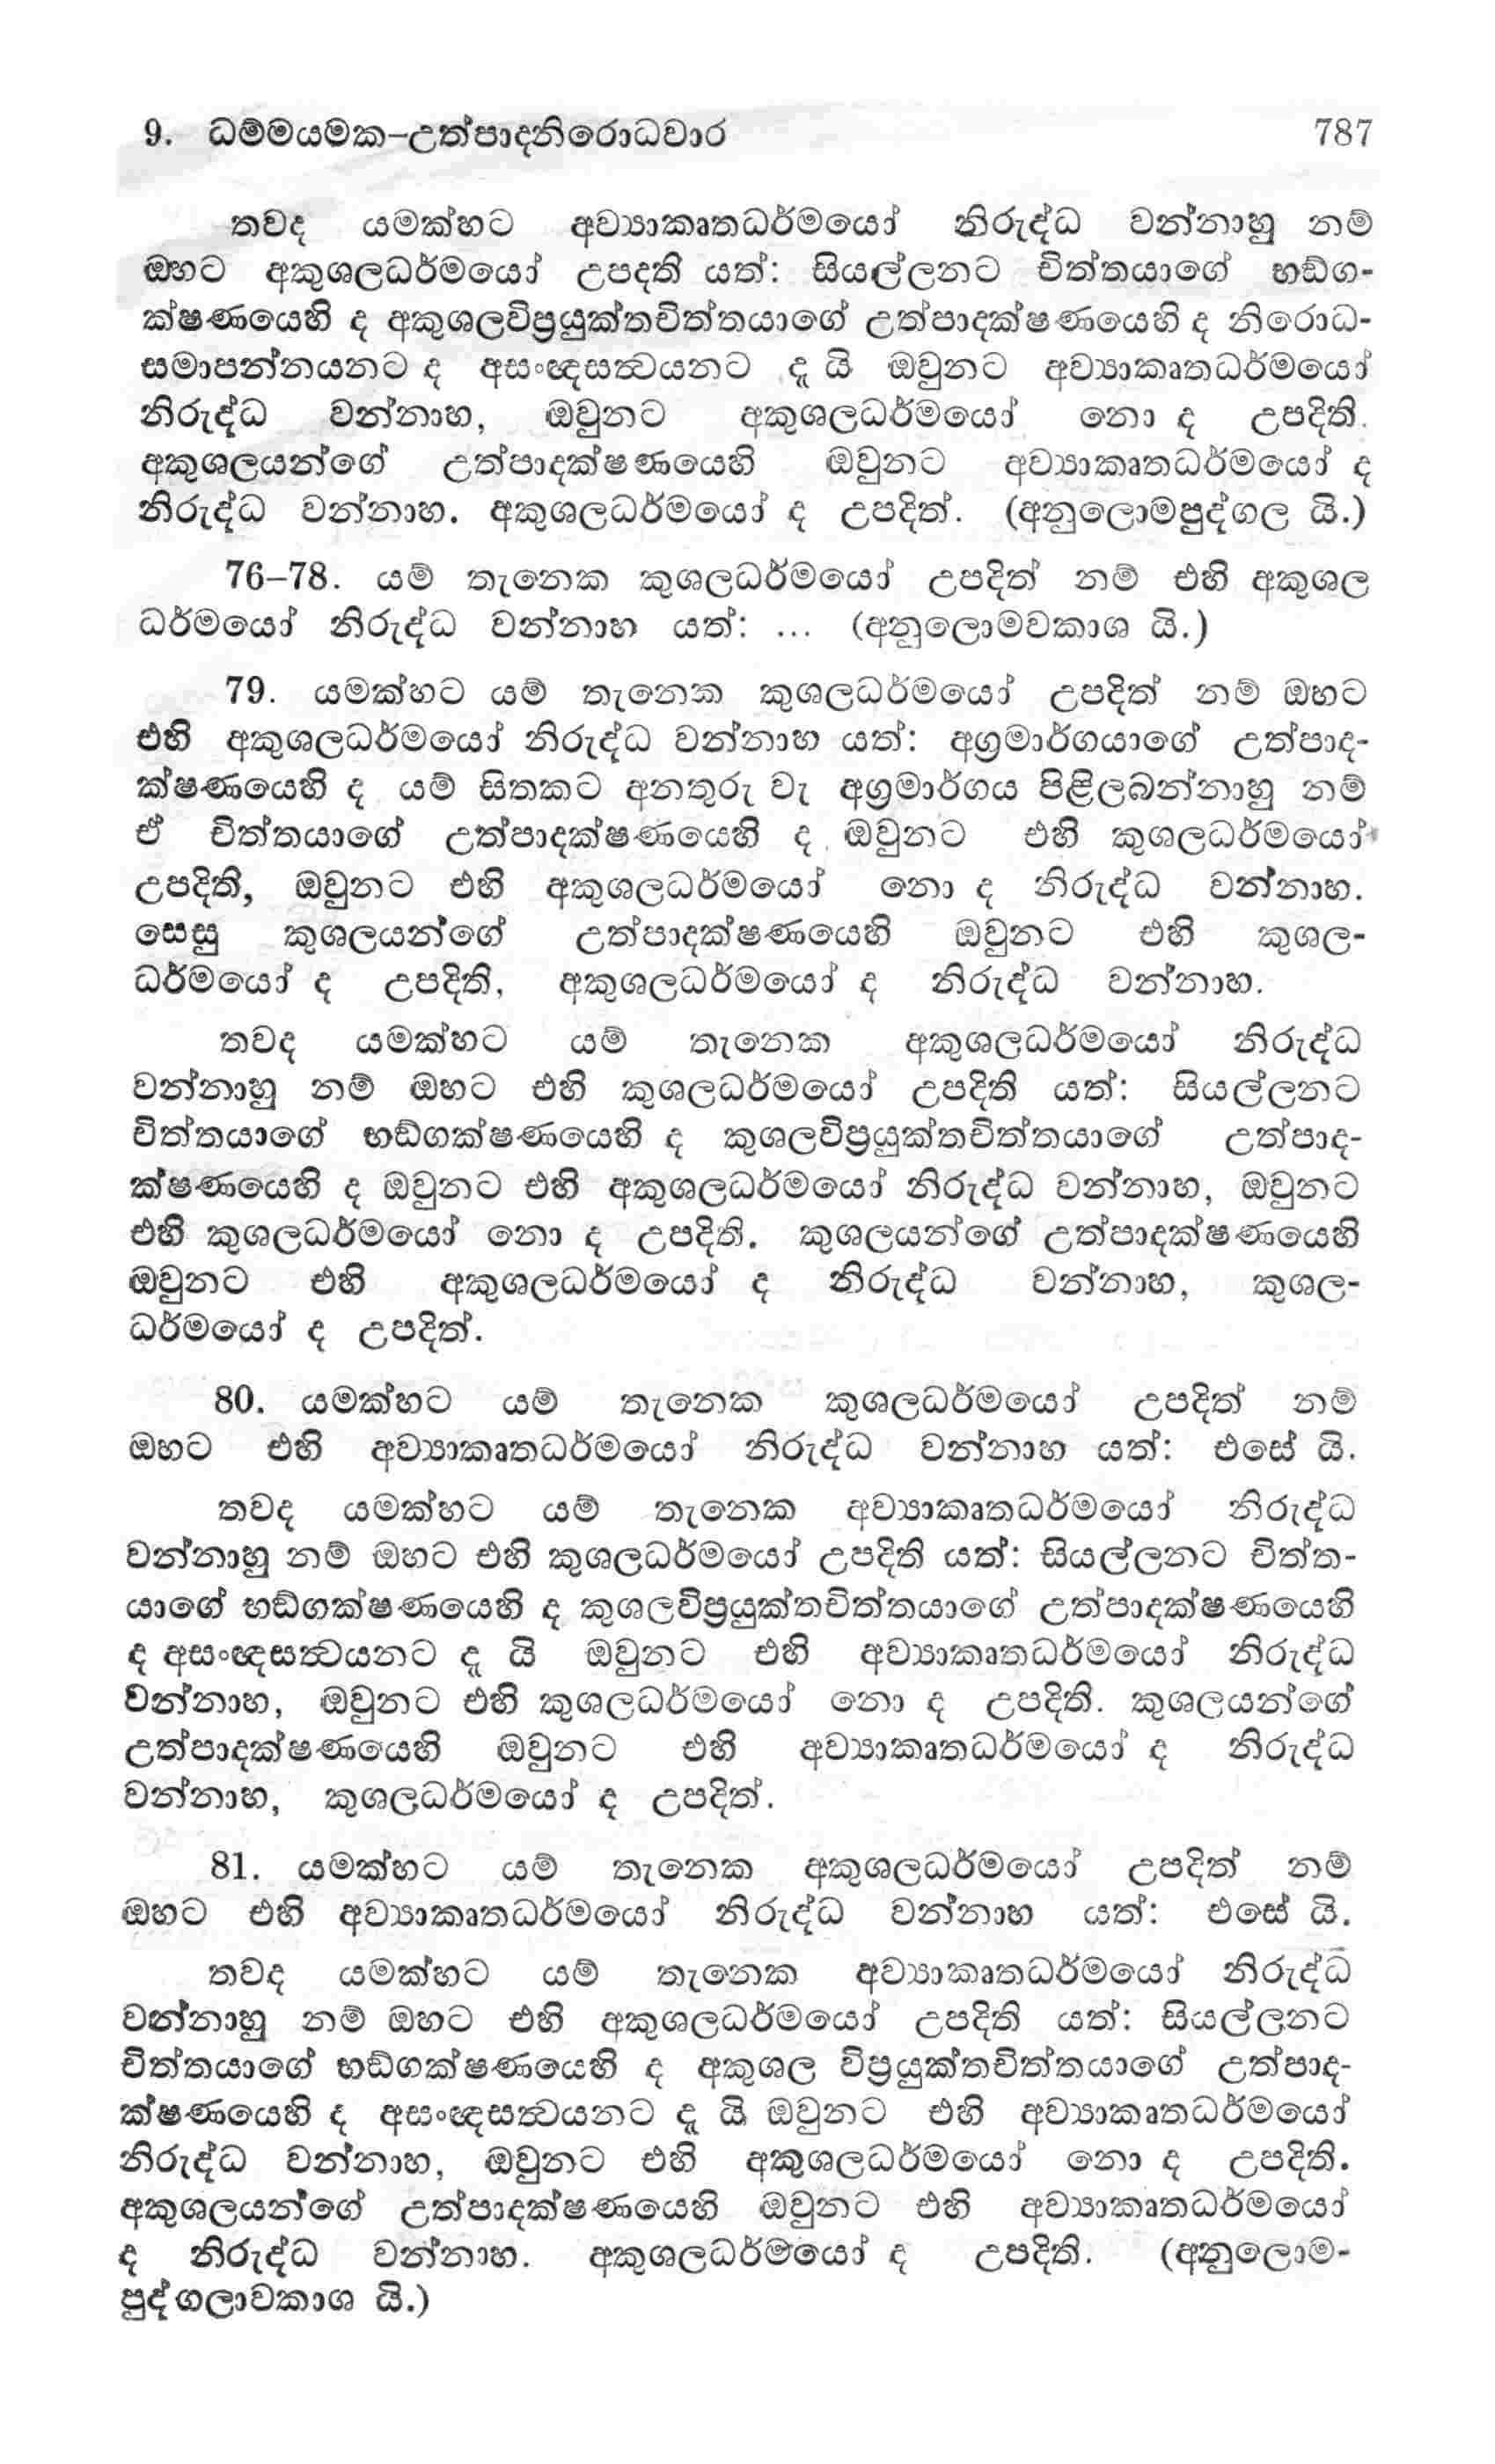 9. ධම්මයමක–උත්පාදනිරොධවාර 787
තවද යමක්හට අව්‍යාකෘතධර්මයෝ නිරුද්ධ වන්නාහු නම්
ඔහට අකුශලධර්මයෝ උපදිති යත්: සියල්ලනට චිත්තයාගේ භඞ්ග-
ක්ෂණයෙහි ද අකුශලවිප්‍රයුක්තචිත්තයාගේ උත්පාදක්ෂණයෙහි ද නිරොධ-
සමාපන්නයනට ද අසංඥසත්‍වයනට දැ යි ඔවුනට අව්‍යාකෘතධර්මයෝ
නිරුද්ධ වන්නාහ, ඔවුනට අකුශලධර්මයෝ නො ද උපදිති.
අකුශලයන්ගේ උත්පාදක්ෂණයෙහි ඔවුනට අව්‍යාකෘතධර්මයෝ ද
නිරුද්ධ වන්නාහ. අකුශලධර්මයෝ ද උපදිත්. (අනුලොමපුද්ගල යි.)
76–78. යම් තැනෙක කුශලධර්මයෝ උපදිත් නම් එහි අකුශල
ධර්මයෝ නිරුද්ධ වන්නාහ යත්: ... (අනුලොමවකාශ යි.)
79. යමක්හට යම් තැනෙක කුශලධර්මයෝ උපදිත් නම් ඔහට
එහි අකුශලධර්මයෝ නිරුද්ධ වන්නාහ යත්: අග්‍රමාර්ගයාගේ උත්පාද-
ක්ෂණයෙහි ද යම් සිතකට අනතුරු වැ අග්‍රමාර්ගය පිළිලබන්නාහු නම්
ඒ චිත්තයාගේ උත්පාදක්ෂණයෙහි ද ඔවුනට එහි කුශලධර්මයෝ
උපදිති, ඔවුනට එහි අකුශලධර්මයෝ නො ද නිරුද්ධ වන්නාහ.
සෙසු කුශලයන්ගේ උත්පාදක්ෂණයෙහි ඔවුනට එහි කුශල-
ධර්මයෝ ද උපදිති, අකුශලධර්මයෝ ද නිරුද්ධ වන්නාහ.
තවද යමක්හට යම් තැනෙක අකුශලධර්මයෝ නිරුද්ධ
වන්නාහු නම් ඔහට එහි කුශලධර්මයෝ උපදිති යත්: සියල්ලනට
චිත්තයාගේ භඞ්ගක්ෂණයෙහි ද කුශලවිප්‍රයුක්තචිත්තයාගේ උත්පාද-
ක්ෂණයෙහි ද ඔවුනට එහි අකුශලධර්මයෝ නිරුද්ධ වන්නාහ, ඔවුනට
එහි කුශලධර්මයෝ නො ද උපදිති. කුශලයන්ගේ උත්පාදක්ෂණයෙහි
ඔවුනට එහි අකුශලධර්මයෝ ද නිරුද්ධ වන්නාහ, කුශල-
ධර්මයෝ ද උපදිත්.
80. යමක්හට යම් තැනෙක කුශලධර්මයෝ උපදිත් නම්
ඔහට එහි අව්‍යාකෘතධර්මයෝ නිරුද්ධ වන්නාහ යත්: එසේ යි.
තවද යමක්හට යම් තැනෙක අව්‍යාකෘතධර්මයෝ නිරුද්ධ
වන්නාහු නම් ඔහට එහි කුශලධර්මයෝ උපදිති යත්: සියල්ලනට චිත්ත-
යාගේ භඞ්ගක්ෂණයෙහි ද කුශලවිප්‍රයුක්තචිත්තයාගේ උත්පාදක්ෂණයෙහි
ද අසංඥසත්‍වයනට දැ යි ඔවුනට එහි අව්‍යාකෘතධර්මයෝ නිරුද්ධ
වන්නාහ, ඔවුනට එහි කුශලධර්මයෝ නො ද උපදිති. කුශලයන්ගේ
උත්පාදක්ෂණයෙහි ඔවුනට එහි අව්‍යාකෘතධර්මයෝ ද නිරුද්ධ
වන්නාහ, කුශලධර්මයෝ ද උපදිත්.
81. යමක්හට යම් තැනෙක අකුශලධර්මයෝ උපදිත් නම්
ඔහට එහි අව්‍යාකෘතධර්මයෝ නිරුද්ධ වන්නාහ යත්: එසේ යි.
තවද යමක්හට යම් තැනෙක අව්‍යාකෘතධර්මයෝ නිරුද්ධ
වන්නාහු නම් ඔහට එහි අකුශලධර්මයෝ උපදිති යත්: සියල්ලනට
චිත්තයාගේ භඞ්ගක්ෂණයෙහි ද අකුශල විප්‍රයුක්තචිත්තයාගේ උත්පාද-
ක්ෂණයෙහි ද අසංඥසත්‍වයනට දැ යි ඔවුනට එහි අව්‍යාකෘතධර්මයෝ
නිරුද්ධ වන්නාහ, ඔවුනට එහි අකුශලධර්මයෝ නො ද උපදිති.
අකුශලයන්ගේ උත්පාදක්ෂණයෙහි ඔවුනට එහි අව්‍යාකෘතධර්මයෝ
ද නිරුද්ධ වන්නාහ. අකුශලධර්මයෝ ද උපදිති. (අනුලොම-
පුද්ගලාවකාශ යි.)